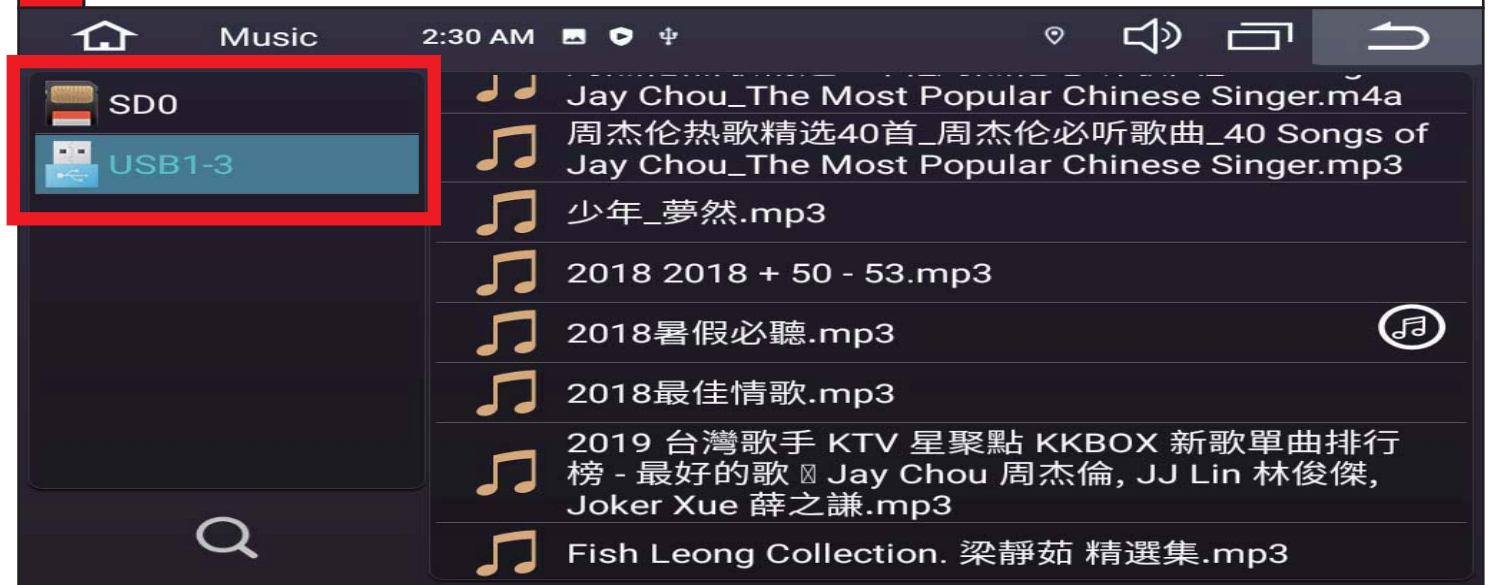 Music 2:30 AM
SD0
USB1-3
Jay Chou_The Most Popular Chinese Singer.m4a
周杰伦热歌精选40首_周杰伦必听歌曲_40 Songs of
Jay Chou_The Most Popular Chinese Singer.mp3
少年_夢然.mp3
2018 2018 + 50 - 53.mp3
2018暑假必聽.mp3
2018最佳情歌.mp3
2019 台灣歌手 KTV 星聚點 KKBOX 新歌單曲排行
榜 - 最好的歌 Jay Chou 周杰倫, JJ Lin 林俊傑,
Joker Xue 薛之謙.mp3
Fish Leong Collection. 梁靜茹 精選集.mp3